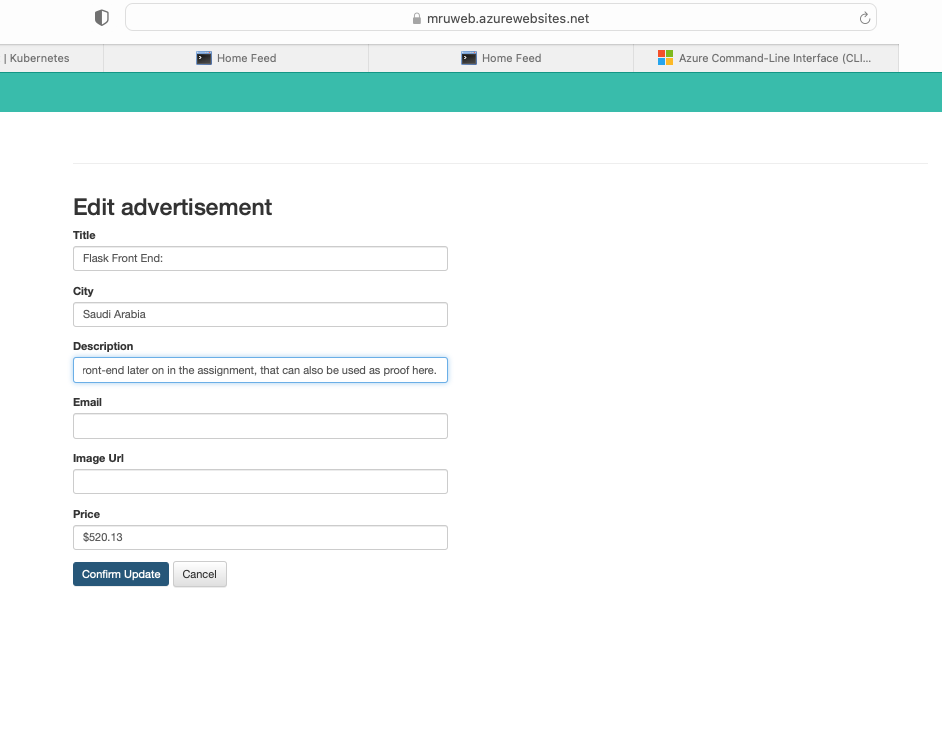 mruweb.azurewebsites.net
| Kubernetes
Home Feed
Home Feed
Azure Command-Line Interface (CLI...
Edit advertisement
Title
Flask Front End:
City
Saudi Arabia
Description
ront-end later on in the assignment, that can also be used as proof here.
Email
Image Url
Price
$520.13
Confirm Update
Cancel